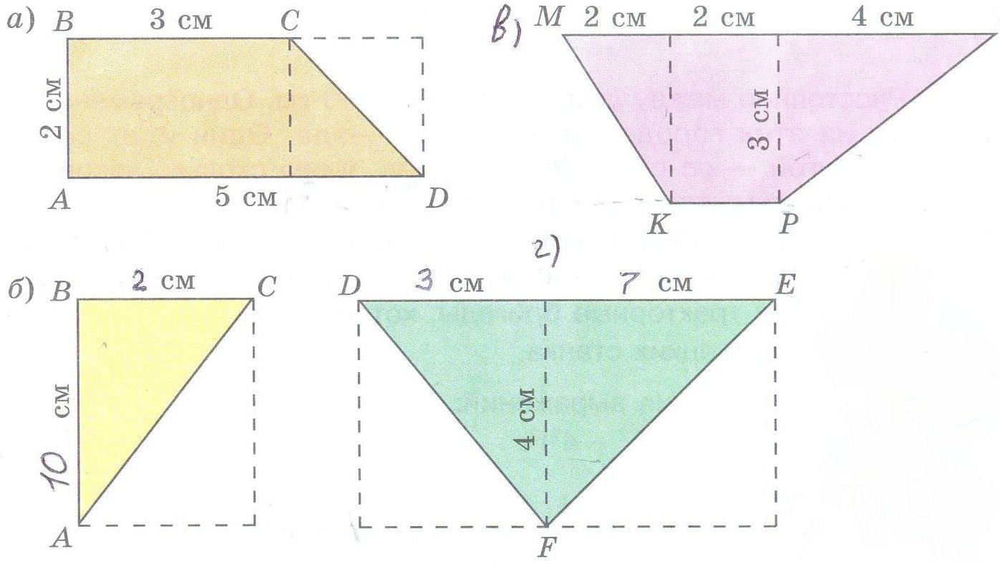 а) B 3 см C
2 см
A 5 см D
в) M 2 см 2 см 4 см
3 см
K P
б) B 2 см C
10 см
A
г)
D 3 см 7 см E
4 см
F